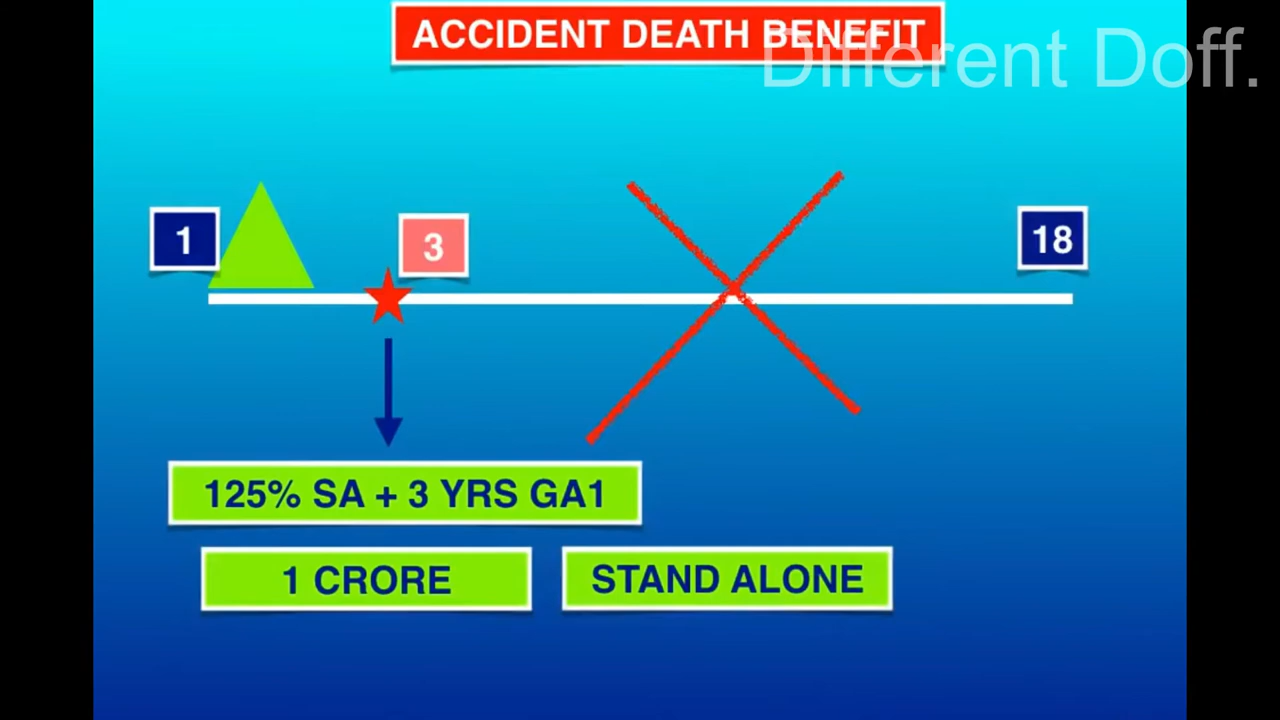 ACCIDENT DEATH BENEFIT
Different Doff.
1
3
18
125% SA + 3 YRS GA1
1 CRORE
STAND ALONE